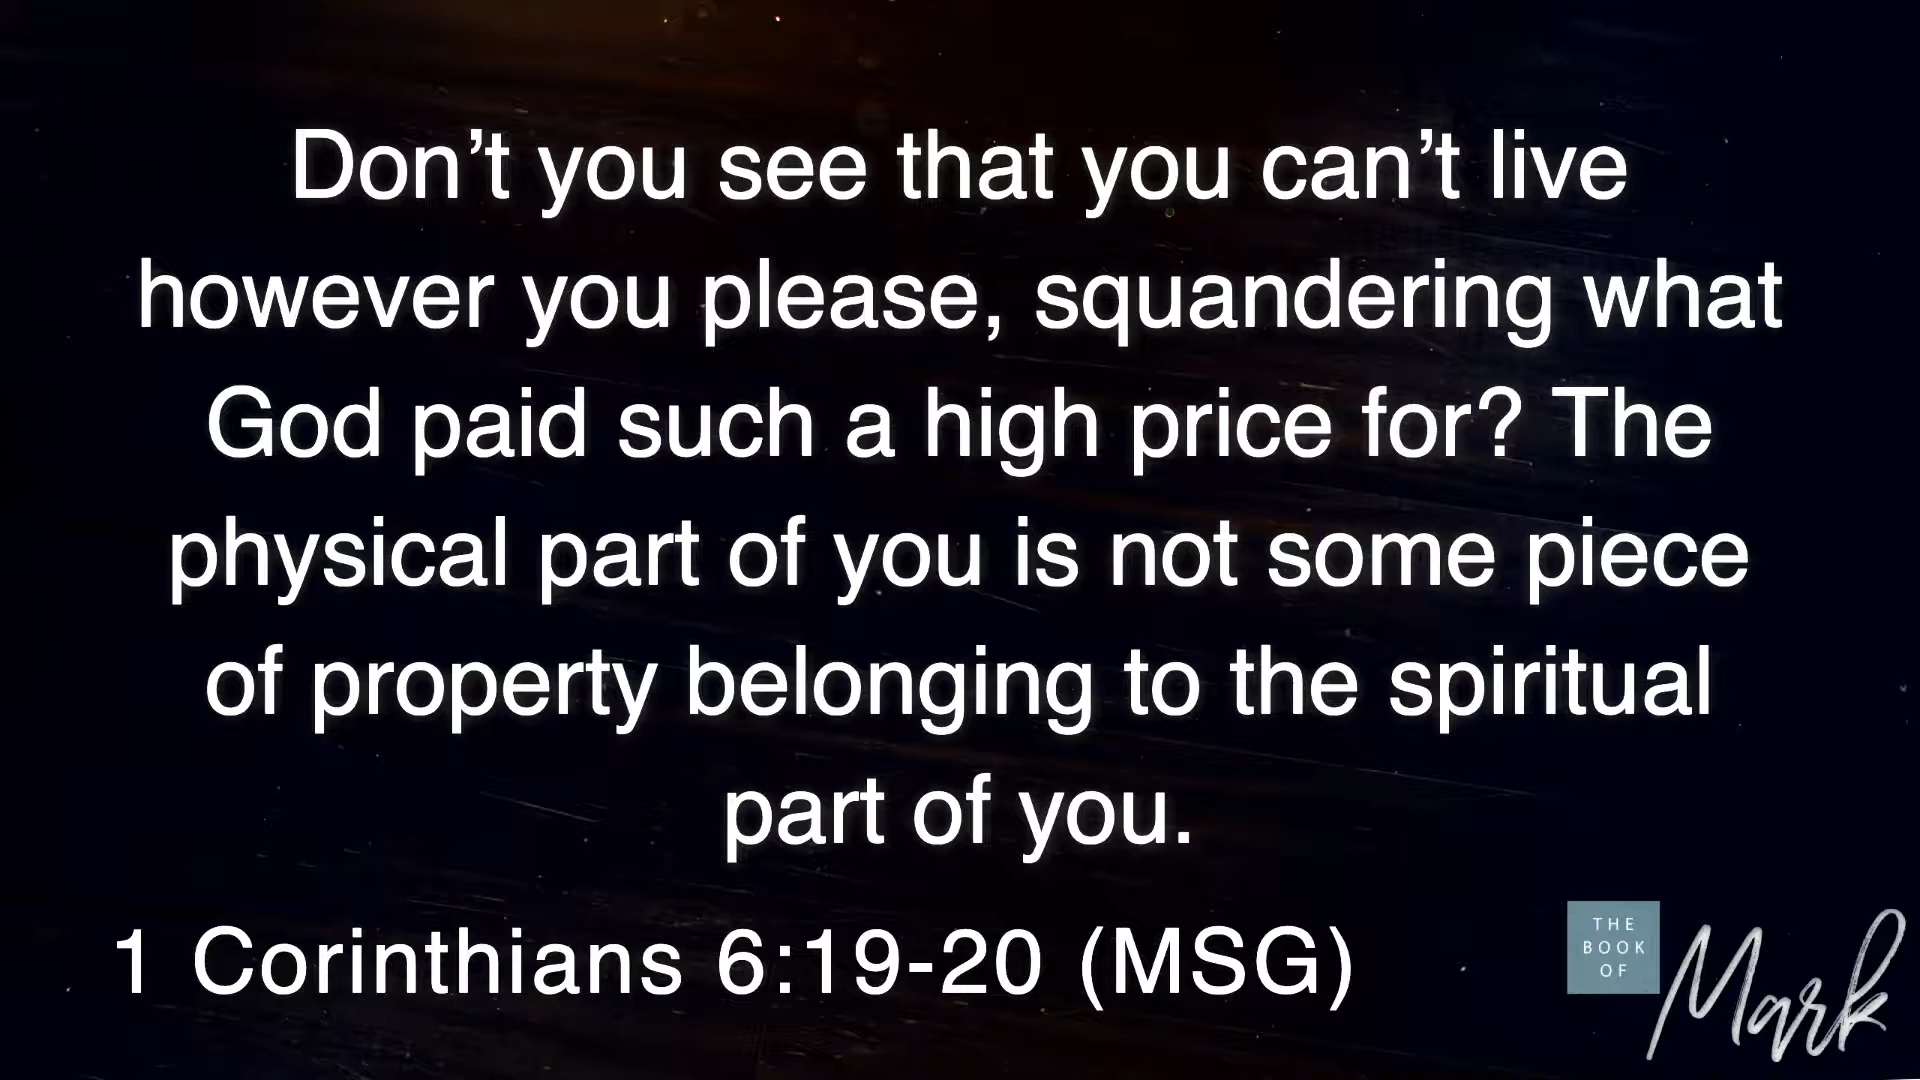 Don’t you see that you can’t live
however you please, squandering what
God paid such a high price for? The
physical part of you is not some piece
of property belonging to the spiritual
part of you.
1 Corinthians 6:19-20 (MSG)
THE
BOOK
OF
Mark